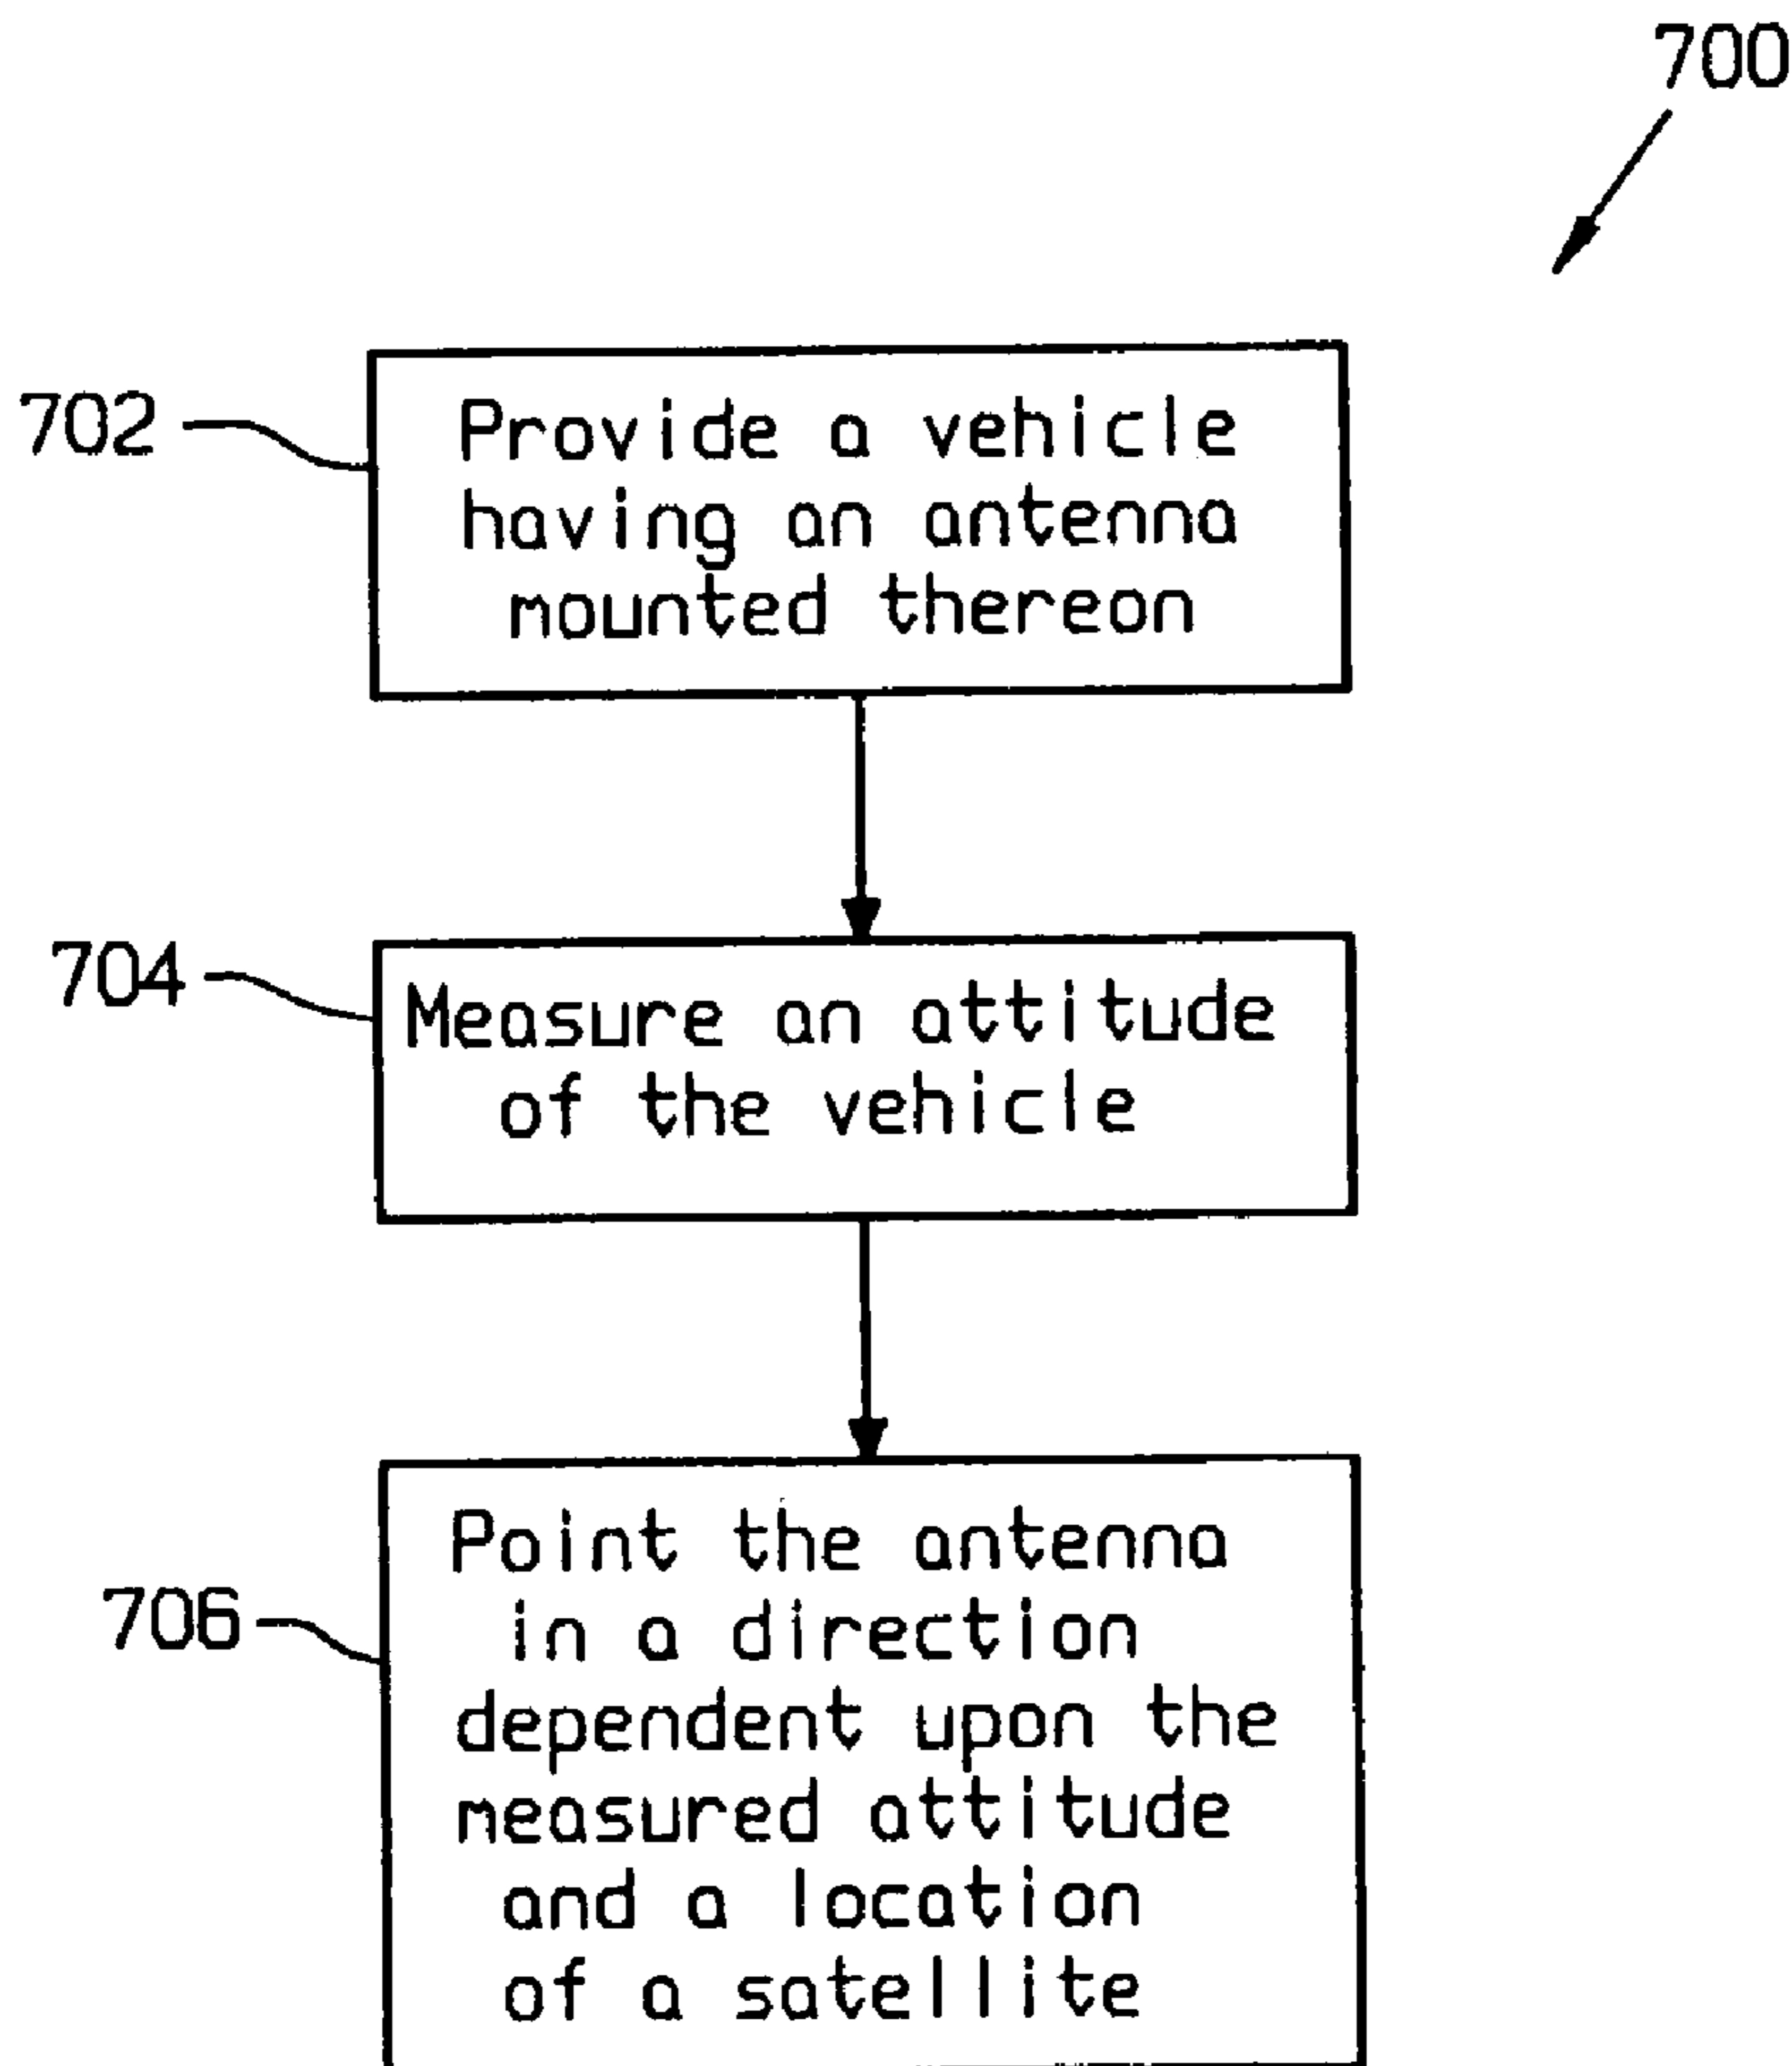 700
702
Provide a vehicle
having an antenna
mounted thereon
704
Measure an attitude
of the vehicle
706
Point the antenna
in a direction
dependent upon the
measured attitude
and a location
of a satellite